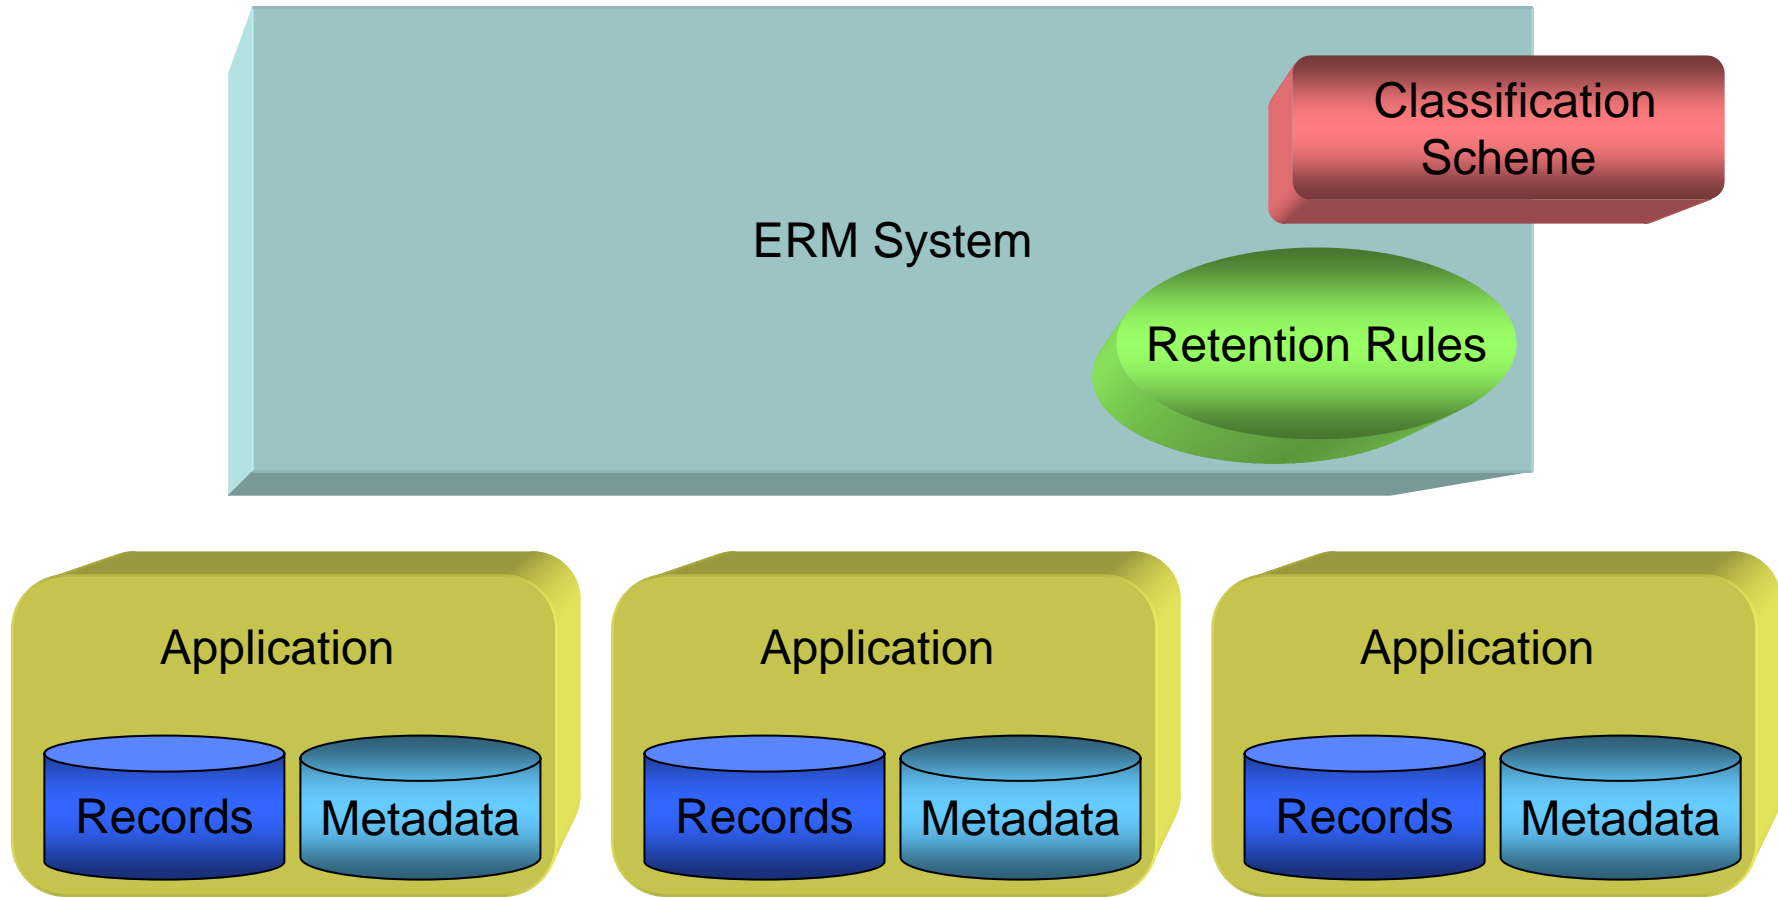 Classification
Scheme
ERM System
Retention Rules
Application
Application
Application
Records
Metadata
Records
Metadata
Records
Metadata